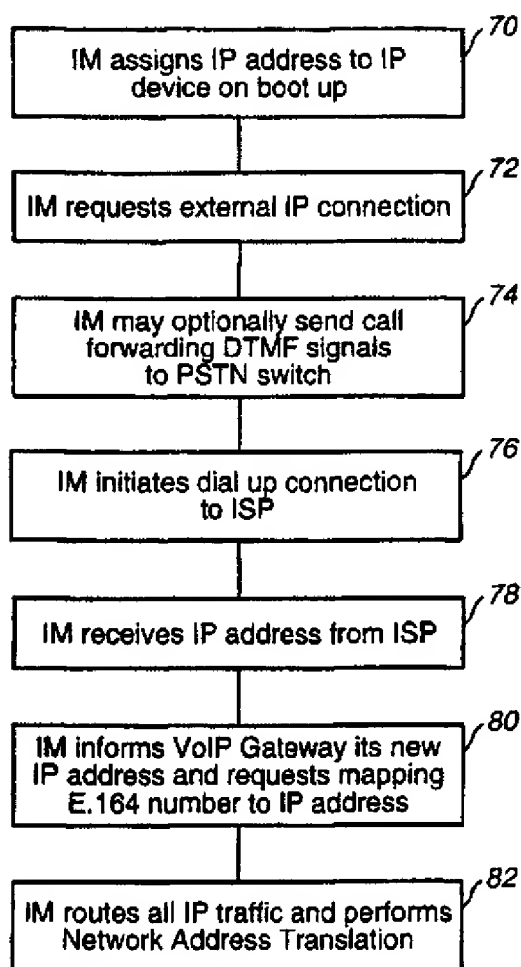 70
IM assigns IP address to IP
device on boot up
72
IM requests external IP connection
74
IM may optionally send call
forwarding DTMF signals
to PSTN switch
76
IM initiates dial up connection
to ISP
78
IM receives IP address from ISP
80
IM informs VoIP Gateway its new
IP address and requests mapping
E.164 number to IP address
82
IM routes all IP traffic and performs
Network Address Translation